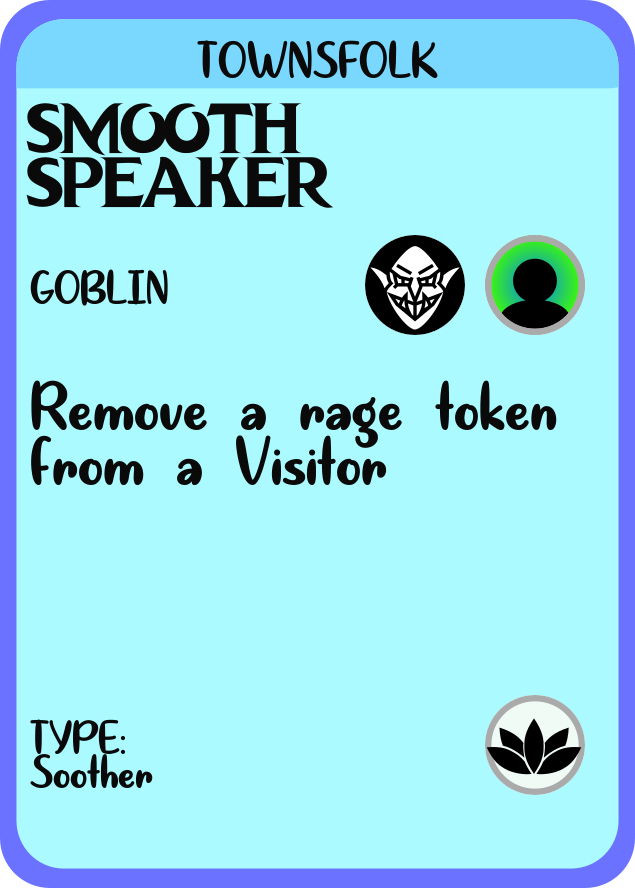 TOWNSFOLK
SMOOTH
SPEAKER
GOBLIN
Remove a rage token
from a Visitor
TYPE:
Soother